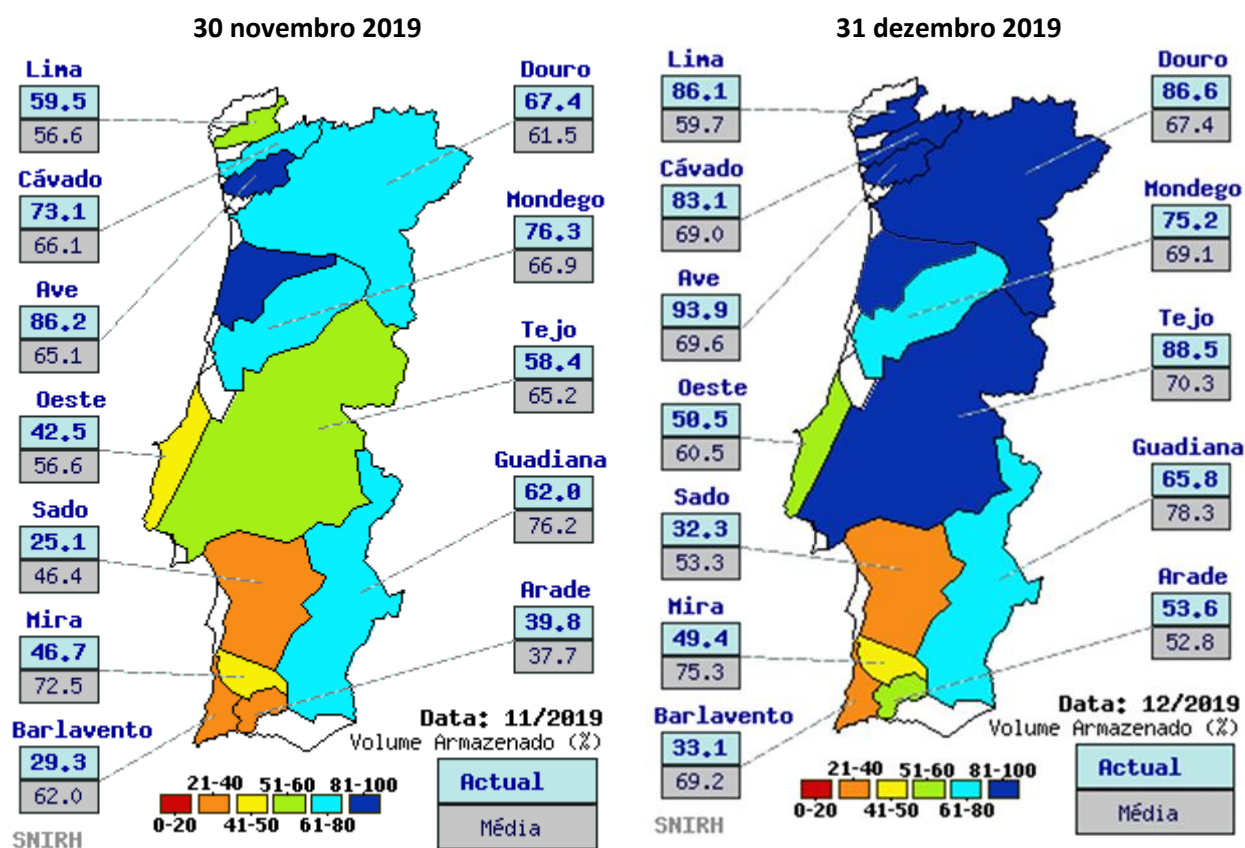 30 novembro 2019
Lima
59.5
56.6
Douro
67.4
61.5
Cávado
73.1
66.1
Mondego
76.3
66.9
Ave
86.2
65.1
Tejo
58.4
65.2
Oeste
42.5
56.6
Guadiana
62.0
76.2
Sado
25.1
46.4
Arade
39.8
37.7
Mira
46.7
72.5
Barlavento
29.3
62.0
Data: 11/2019
Volume Armazenado (%)
21-40 51-60 81-100
0-20 41-50 61-80
Actual
Média
SNIRH
31 dezembro 2019
Lima
86.1
59.7
Douro
86.6
67.4
Cávado
83.1
69.0
Mondego
75.2
69.1
Ave
93.9
69.6
Tejo
88.5
70.3
Oeste
50.5
60.5
Guadiana
65.8
78.3
Sado
32.3
53.3
Arade
53.6
52.8
Mira
49.4
75.3
Barlavento
33.1
69.2
Data: 12/2019
Volume Armazenado (%)
21-40 51-60 81-100
0-20 41-50 61-80
Actual
Média
SNIRH